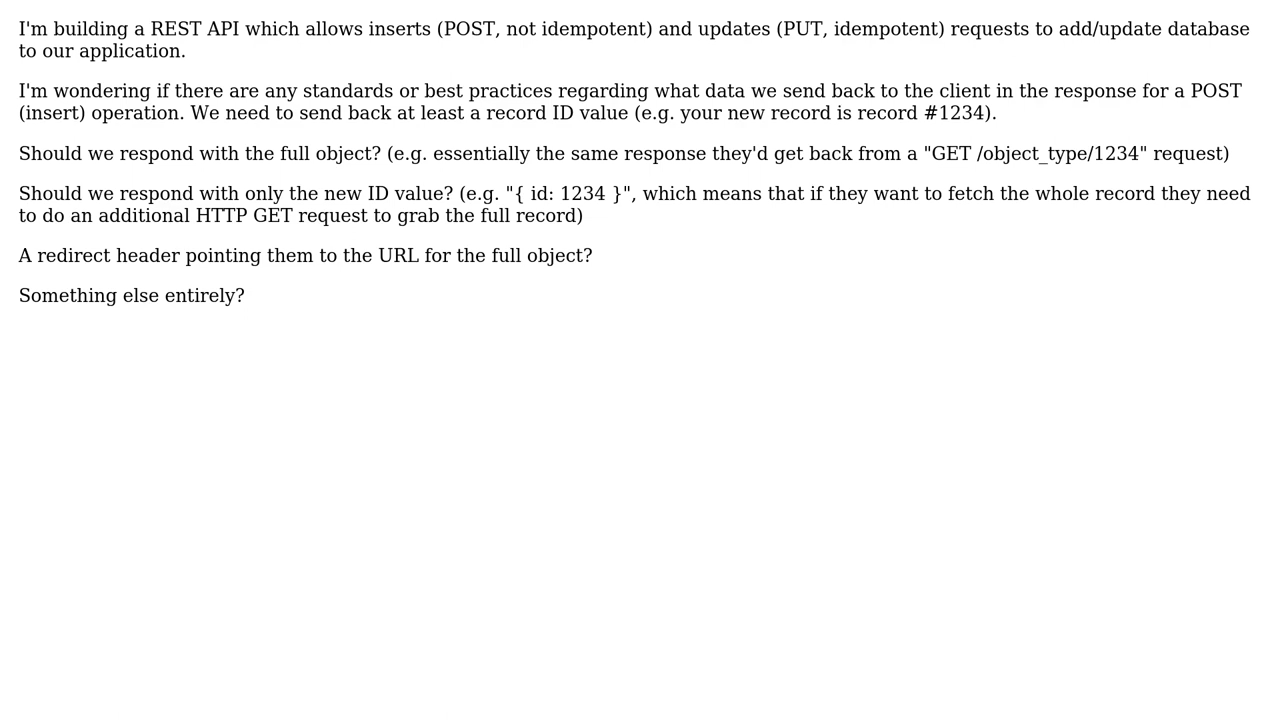 I'm building a REST API which allows inserts (POST, not idempotent) and updates (PUT, idempotent) requests to add/update database
to our application.
I'm wondering if there are any standards or best practices regarding what data we send back to the client in the response for a POST
(insert) operation. We need to send back at least a record ID value (e.g. your new record is record #1234).
Should we respond with the full object? (e.g. essentially the same response they'd get back from a "GET /object_type/1234" request)
Should we respond with only the new ID value? (e.g. "{ id: 1234 }", which means that if they want to fetch the whole record they need
to do an additional HTTP GET request to grab the full record)
A redirect header pointing them to the URL for the full object?
Something else entirely?